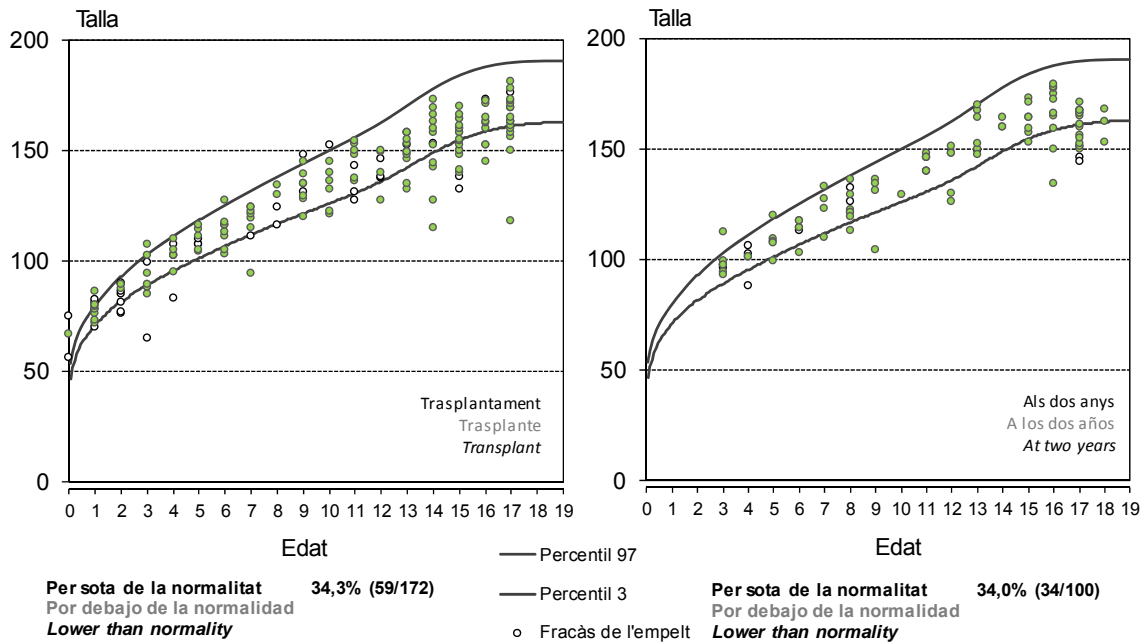 Talla
200
150
100
50
0
0 1 2 3 4 5 6 7 8 9 10 11 12 13 14 15 16 17 18 19
Edat
Trasplantament
Trasplante
Transplant
Per sota de la normalitat 34,3% (59/172)
Por debajo de la normalidad
Lower than normality
Percentil 97
Percentil 3
Fracàs de l'empelt
Talla
200
150
100
50
0
0 1 2 3 4 5 6 7 8 9 10 11 12 13 14 15 16 17 18 19
Edat
Als dos anys
A los dos años
At two years
Per sota de la normalitat 34,0% (34/100)
Por debajo de la normalidad
Lower than normality